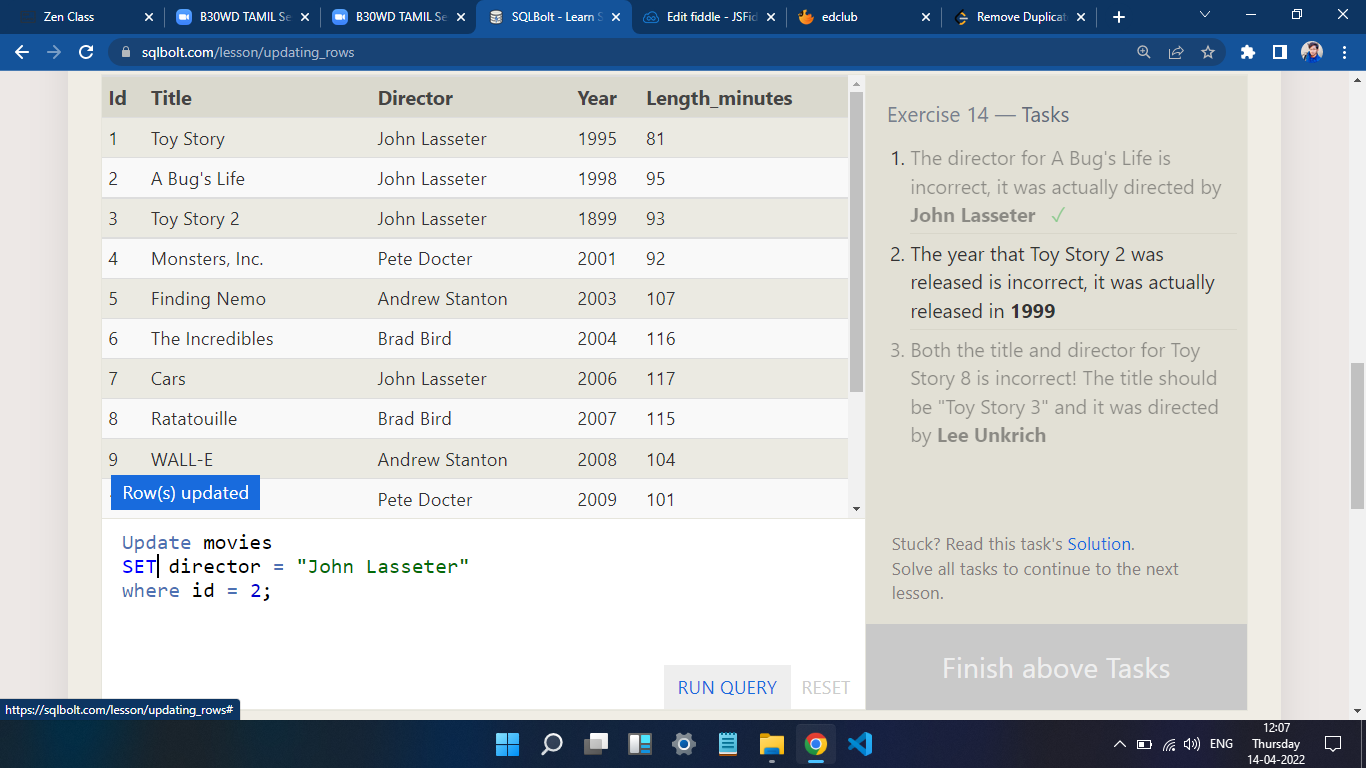 Zen Class
B30WD TAMIL Se
B30WD TAMIL Se
SQLBolt - Learn S
Edit fiddle - JSFid
edclub
Remove Duplicat
sqlbolt.com/lesson/updating_rows
Id Title Director Year Length_minutes
1 Toy Story John Lasseter 1995 81
2 A Bug's Life John Lasseter 1998 95
3 Toy Story 2 John Lasseter 1899 93
4 Monsters, Inc. Pete Docter 2001 92
5 Finding Nemo Andrew Stanton 2003 107
6 The Incredibles Brad Bird 2004 116
7 Cars John Lasseter 2006 117
8 Ratatouille Brad Bird 2007 115
9 WALL-E Andrew Stanton 2008 104
Pete Docter 2009 101
Row(s) updated
Update movies
SET director = "John Lasseter"
where id = 2;
RUN QUERY RESET
Exercise 14 — Tasks
1. The director for A Bug's Life is
incorrect, it was actually directed by
John Lasseter ✓
2. The year that Toy Story 2 was
released is incorrect, it was actually
released in 1999
3. Both the title and director for Toy
Story 8 is incorrect! The title should
be "Toy Story 3" and it was directed
by Lee Unkrich
Stuck? Read this task's Solution.
Solve all tasks to continue to the next
lesson.
Finish above Tasks
https://sqlbolt.com/lesson/updating_rows#
ENG
12:07
Thursday
14-04-2022